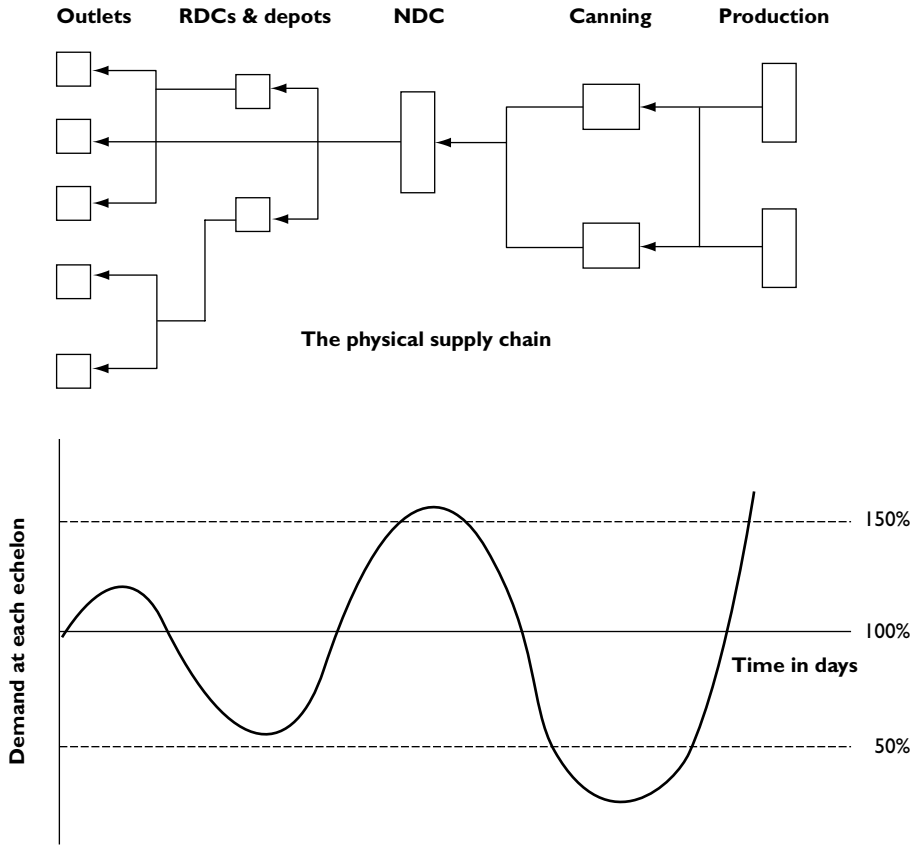 Outlets RDCs & depots NDC Canning Production
The physical supply chain
Demand at each echelon
150%
100%
Time in days
50%